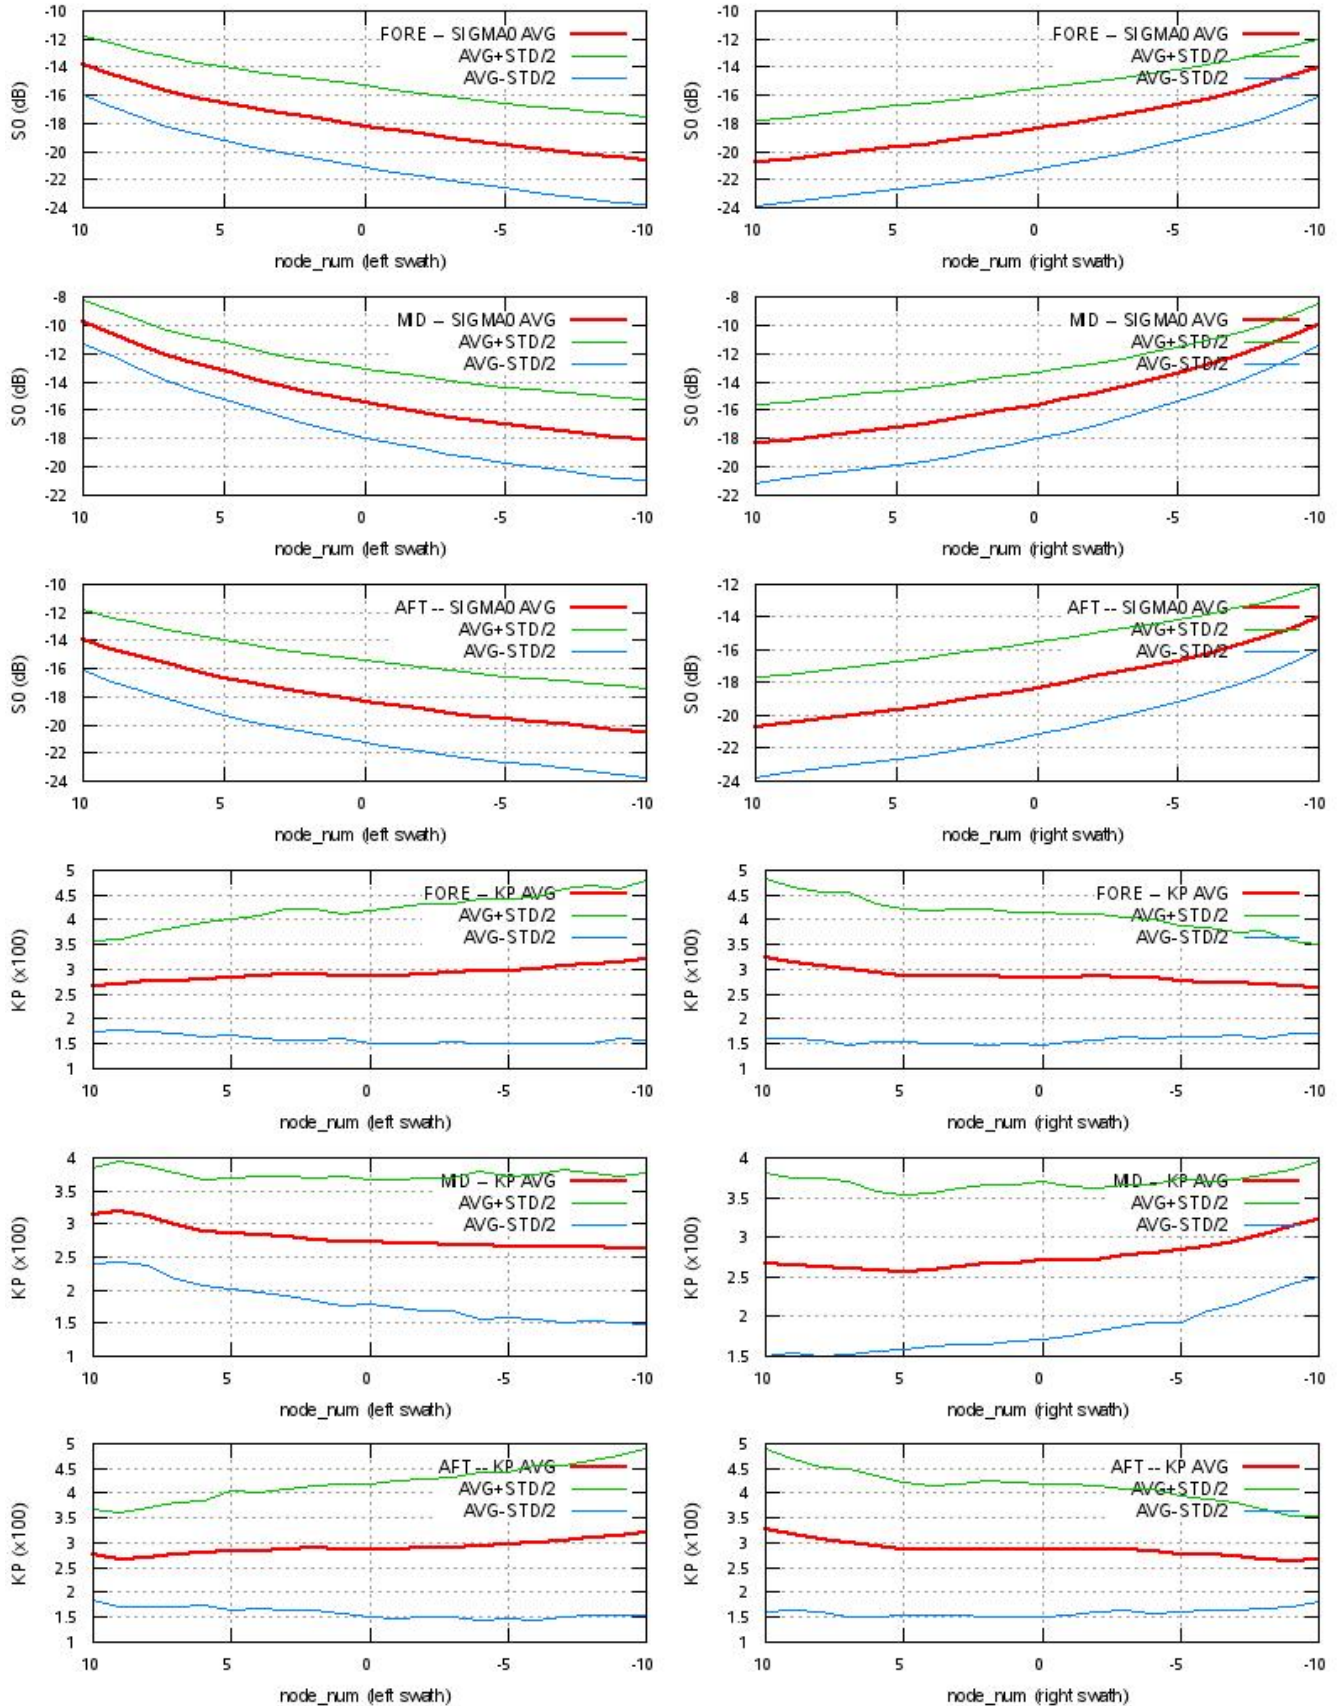 FORE – SIGMA0 AVG
AVG+STD/2
AVG-STD/2
S0 (dB)
-10
-12
-14
-16
-18
-20
-22
-24
10
5
0
-5
-10
node_num (left swath)
FORE – SIGMA0 AVG
AVG+STD/2
AVG-STD/2
S0 (dB)
-10
-12
-14
-16
-18
-20
-22
-24
10
5
0
-5
-10
node_num (right swath)
MID – SIGMA0 AVG
AVG+STD/2
AVG-STD/2
S0 (dB)
-8
-10
-12
-14
-16
-18
-20
-22
10
5
0
-5
-10
node_num (left swath)
MID – SIGMA0 AVG
AVG+STD/2
AVG-STD/2
S0 (dB)
-8
-10
-12
-14
-16
-18
-20
-22
10
5
0
-5
-10
node_num (right swath)
AFT -- SIGMA0 AVG
AVG+STD/2
AVG-STD/2
S0 (dB)
-10
-12
-14
-16
-18
-20
-22
-24
10
5
0
-5
-10
node_num (left swath)
AFT -- SIGMA0 AVG
AVG+STD/2
AVG-STD/2
S0 (dB)
-12
-14
-16
-18
-20
-22
-24
10
5
0
-5
-10
node_num (right swath)
FORE – KP AVG
AVG+STD/2
AVG-STD/2
KP (x100)
5
4.5
4
3.5
3
2.5
2
1.5
1
10
5
0
-5
-10
node_num (left swath)
FORE – KP AVG
AVG+STD/2
AVG-STD/2
KP (x100)
5
4.5
4
3.5
3
2.5
2
1.5
1
10
5
0
-5
-10
node_num (right swath)
MID – KP AVG
AVG+STD/2
AVG-STD/2
KP (x100)
4
3.5
3
2.5
2
1.5
1
10
5
0
-5
-10
node_num (left swath)
MID – KP AVG
AVG+STD/2
AVG-STD/2
KP (x100)
4
3.5
3
2.5
2
1.5
10
5
0
-5
-10
node_num (right swath)
AFT -- KP AVG
AVG+STD/2
AVG-STD/2
KP (x100)
5
4.5
4
3.5
3
2.5
2
1.5
1
10
5
0
-5
-10
node_num (left swath)
AFT -- KP AVG
AVG+STD/2
AVG-STD/2
KP (x100)
5
4.5
4
3.5
3
2.5
2
1.5
1
10
5
0
-5
-10
node_num (right swath)